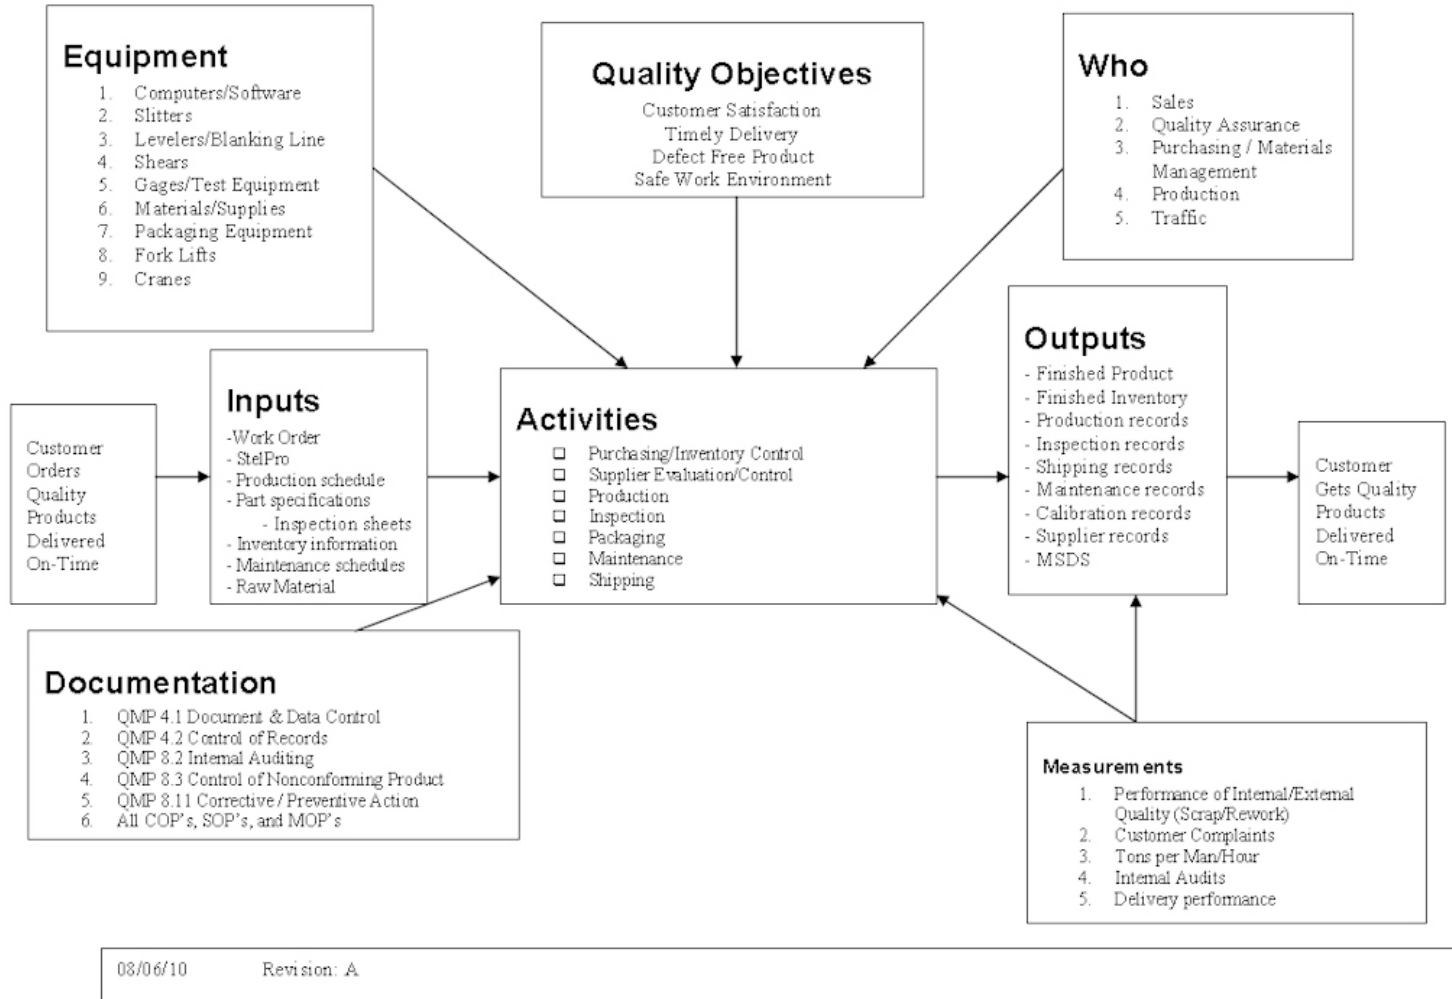 Equipment
1. Computers/Software
2. Slitters
3. Levelers/Blanking Line
4. Shears
5. Gages/Test Equipment
6. Materials/Supplies
7. Packaging Equipment
8. Fork Lifts
9. Cranes
Quality Objectives
Customer Satisfaction
Timely Delivery
Defect Free Product
Safe Work Environment
Who
1. Sales
2. Quality Assurance
3. Purchasing / Materials
Management
4. Production
5. Traffic
Customer
Orders
Quality
Products
Delivered
On-Time
Inputs
-Work Order
- StelPro
- Production schedule
- Part specifications
- Inspection sheets
- Inventory information
- Maintenance schedules
- Raw Material
Activities
❑ Purchasing/Inventory Control
❑ Supplier Evaluation/Control
❑ Production
❑ Inspection
❑ Packaging
❑ Maintenance
❑ Shipping
Outputs
- Finished Product
- Finished Inventory
- Production records
- Inspection records
- Shipping records
- Maintenance records
- Calibration records
- Supplier records
- MSDS
Customer
Gets Quality
Products
Delivered
On-Time
Documentation
1. QMP 4.1 Document & Data Control
2. QMP 4.2 Control of Records
3. QMP 8.2 Internal Auditing
4. QMP 8.3 Control of Nonconforming Product
5. QMP 8.11 Corrective / Preventive Action
6. All COP's, SOP's, and MOP's
Measurements
1. Performance of Internal/External
Quality (Scrap/Rework)
2. Customer Complaints
3. Tons per Man/Hour
4. Internal Audits
5. Delivery performance
08/06/10 Revision: A